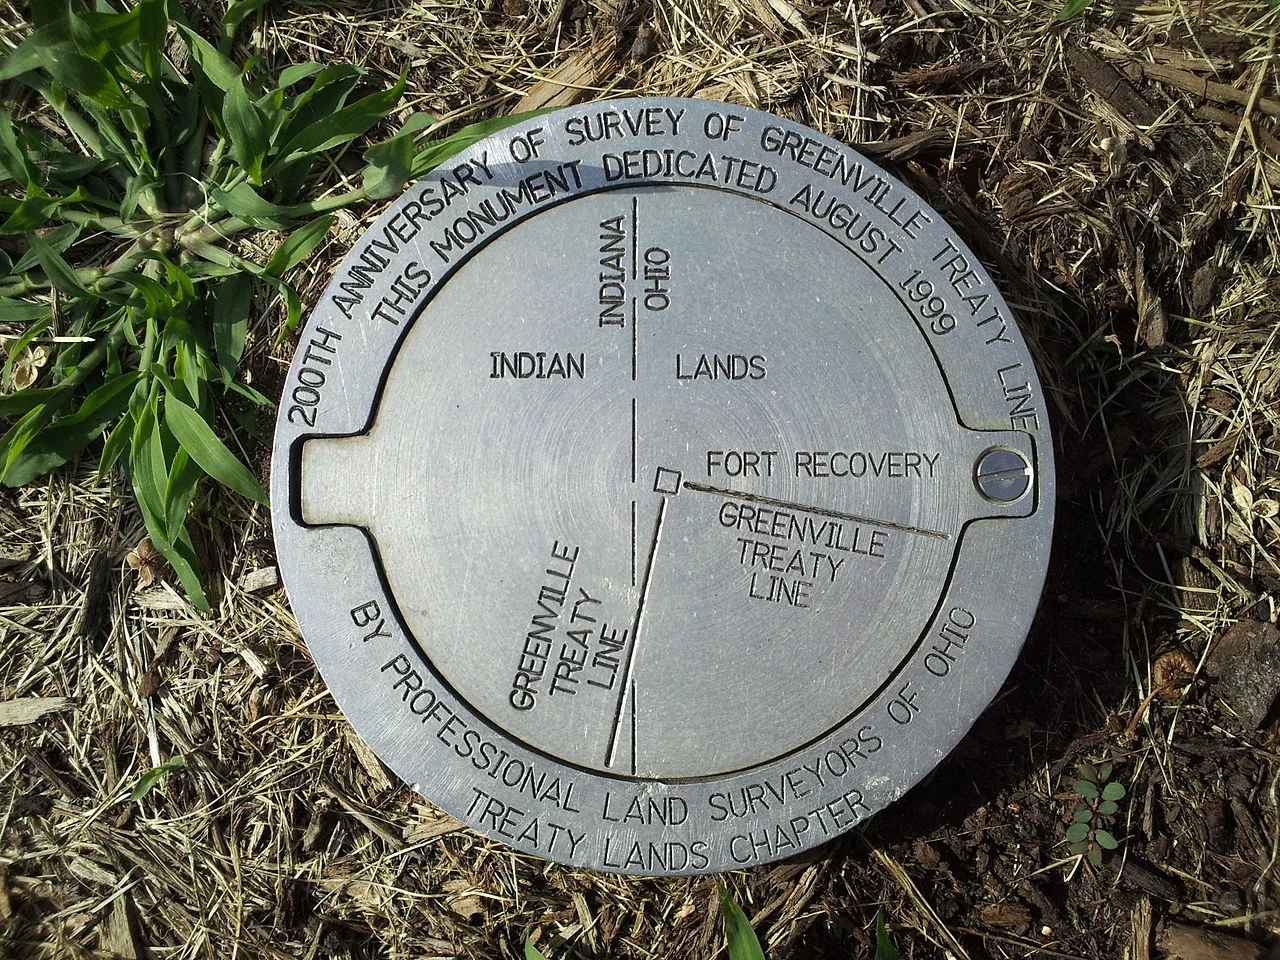 200TH ANNIVERSARY OF SURVEY OF GREENVILLE TREATY LINE
THIS MONUMENT DEDICATED AUGUST 1999
INDIANA
OHIO
INDIAN LANDS
FORT RECOVERY
GREENVILLE
TREATY
LINE
GREENVILLE
TREATY
LINE
BY PROFESSIONAL LAND SURVEYORS OF OHIO
TREATY LANDS CHAPTER